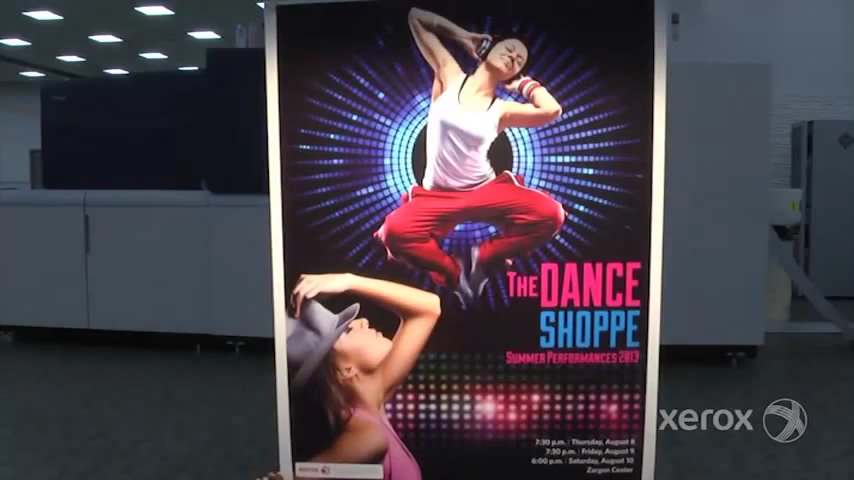 THE DANCE
SHOPPE
SUMMER PERFORMANCES 2013
7:30 p.m. | Thursday, August 8
7:30 p.m. | Friday, August 9
6:00 p.m. | Saturday, August 10
Zargon Center
xerox
xerox